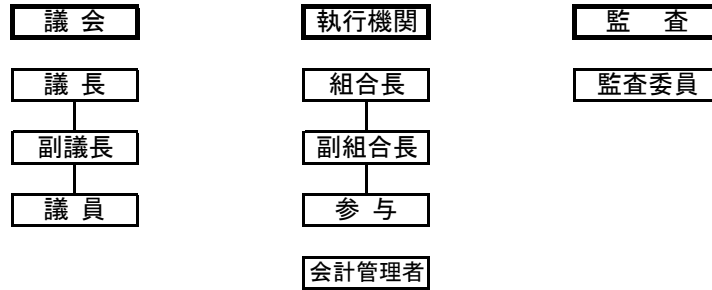 議 会
執行機関
監 査
議 長
組合長
監査委員
副議長
副組合長
議 員
参 与
会計管理者